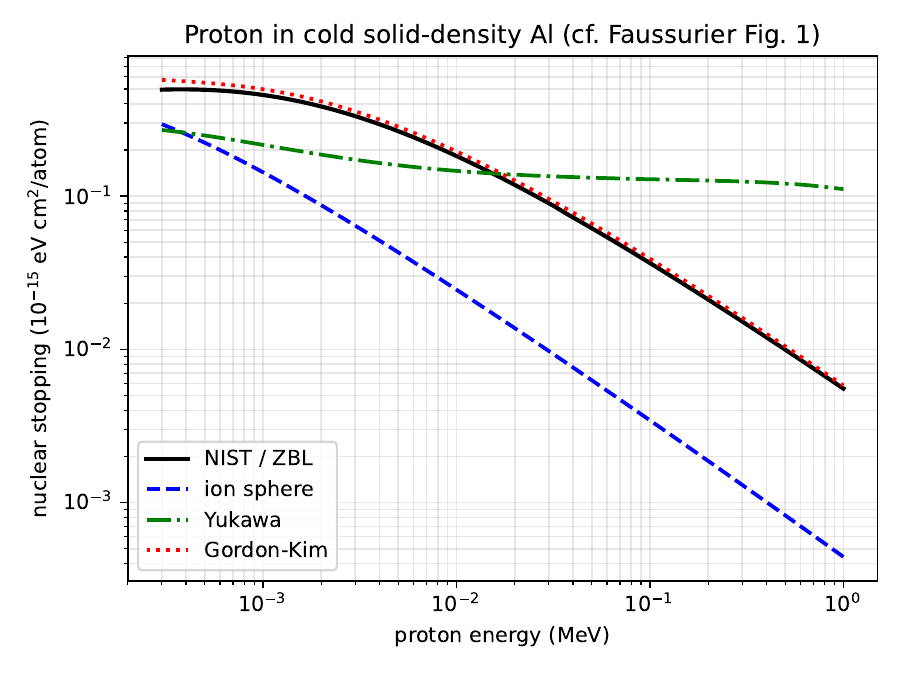 Proton in cold solid-density Al (cf. Faussurier Fig. 1)
nuclear stopping (10⁻¹⁵ eV cm²/atom)
10⁻¹
10⁻²
10⁻³
NIST / ZBL
ion sphere
Yukawa
Gordon-Kim
10⁻³ 10⁻² 10⁻¹ 10⁰
proton energy (MeV)